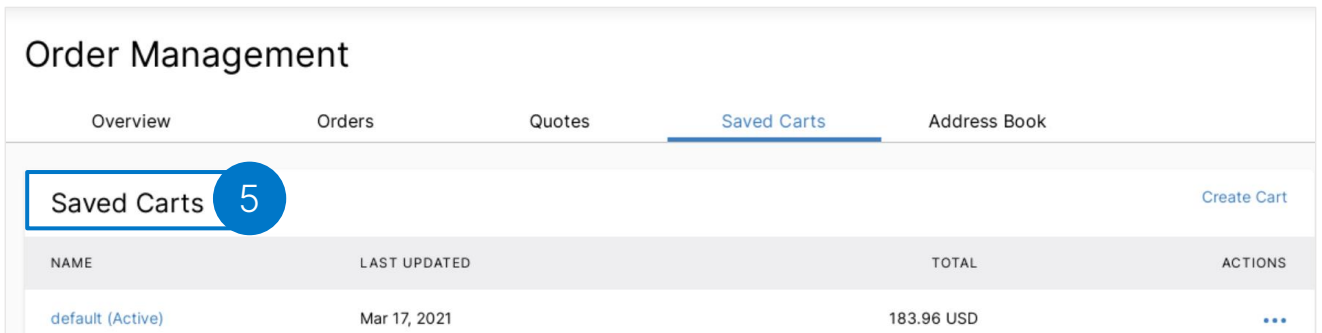 Order Management
Overview Orders Quotes Saved Carts Address Book
Saved Carts 5 Create Cart
NAME LAST UPDATED TOTAL ACTIONS
default (Active) Mar 17, 2021 183.96 USD •••